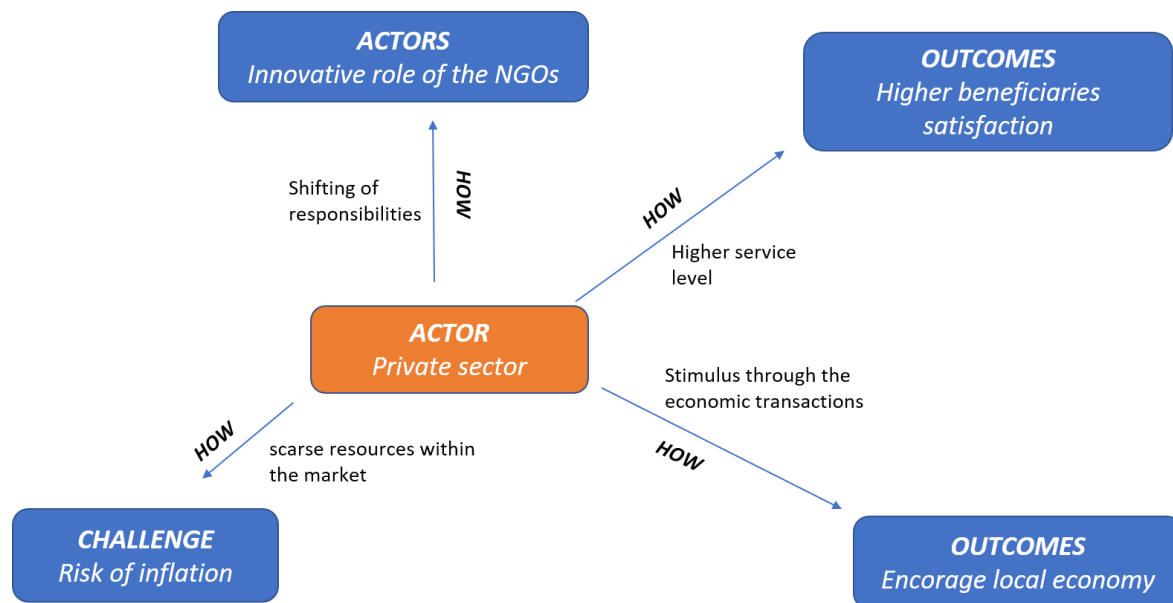 ACTORS
Innovative role of the NGOs
OUTCOMES
Higher beneficiaries
satisfaction
Shifting of
responsibilities
HOW
HOW
Higher service
level
ACTOR
Private sector
Stimulus through the
economic transactions
HOW
HOW
scarse resources within
the market
CHALLENGE
Risk of inflation
OUTCOMES
Encorage local economy